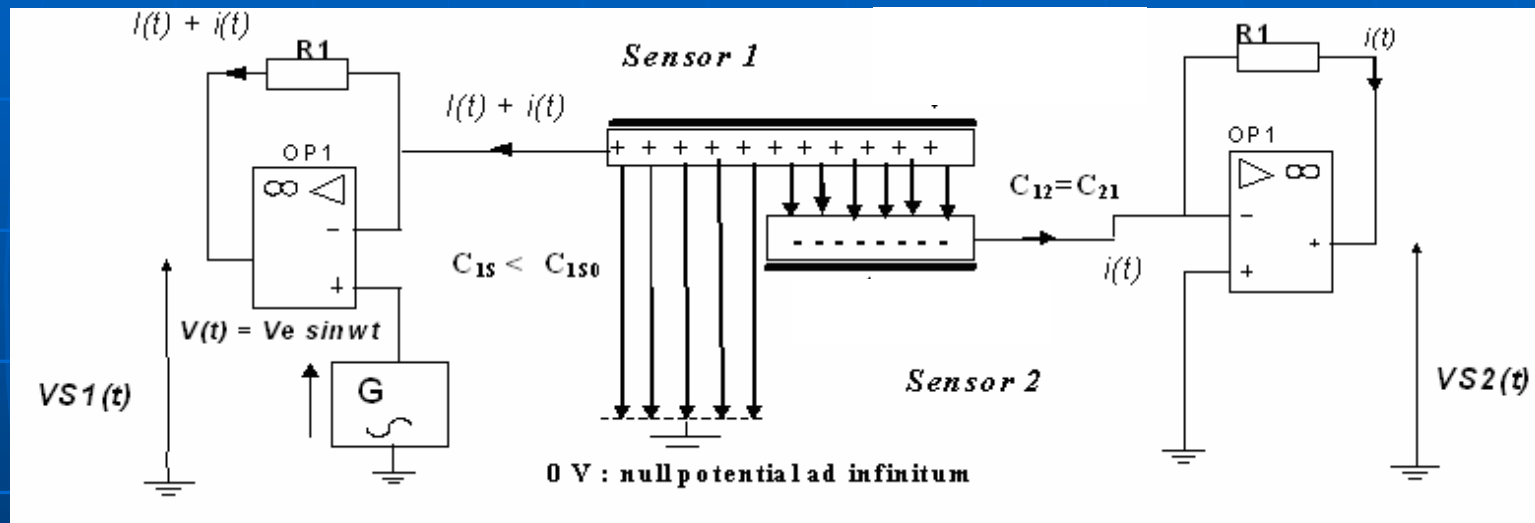 I(t) + i(t)
R1
Sensor 1
R1
i(t)
I(t) + i(t)
+ + + + + + + + + + +
OP1
∞
−
+
OP1
∞
−
+
+
C12=C21
- - - - - - - -
i(t)
C1S < C1S0
V(t) = Ve sinwt
G
VS1(t)
Sensor 2
VS2(t)
0 V : null potential ad infinitum